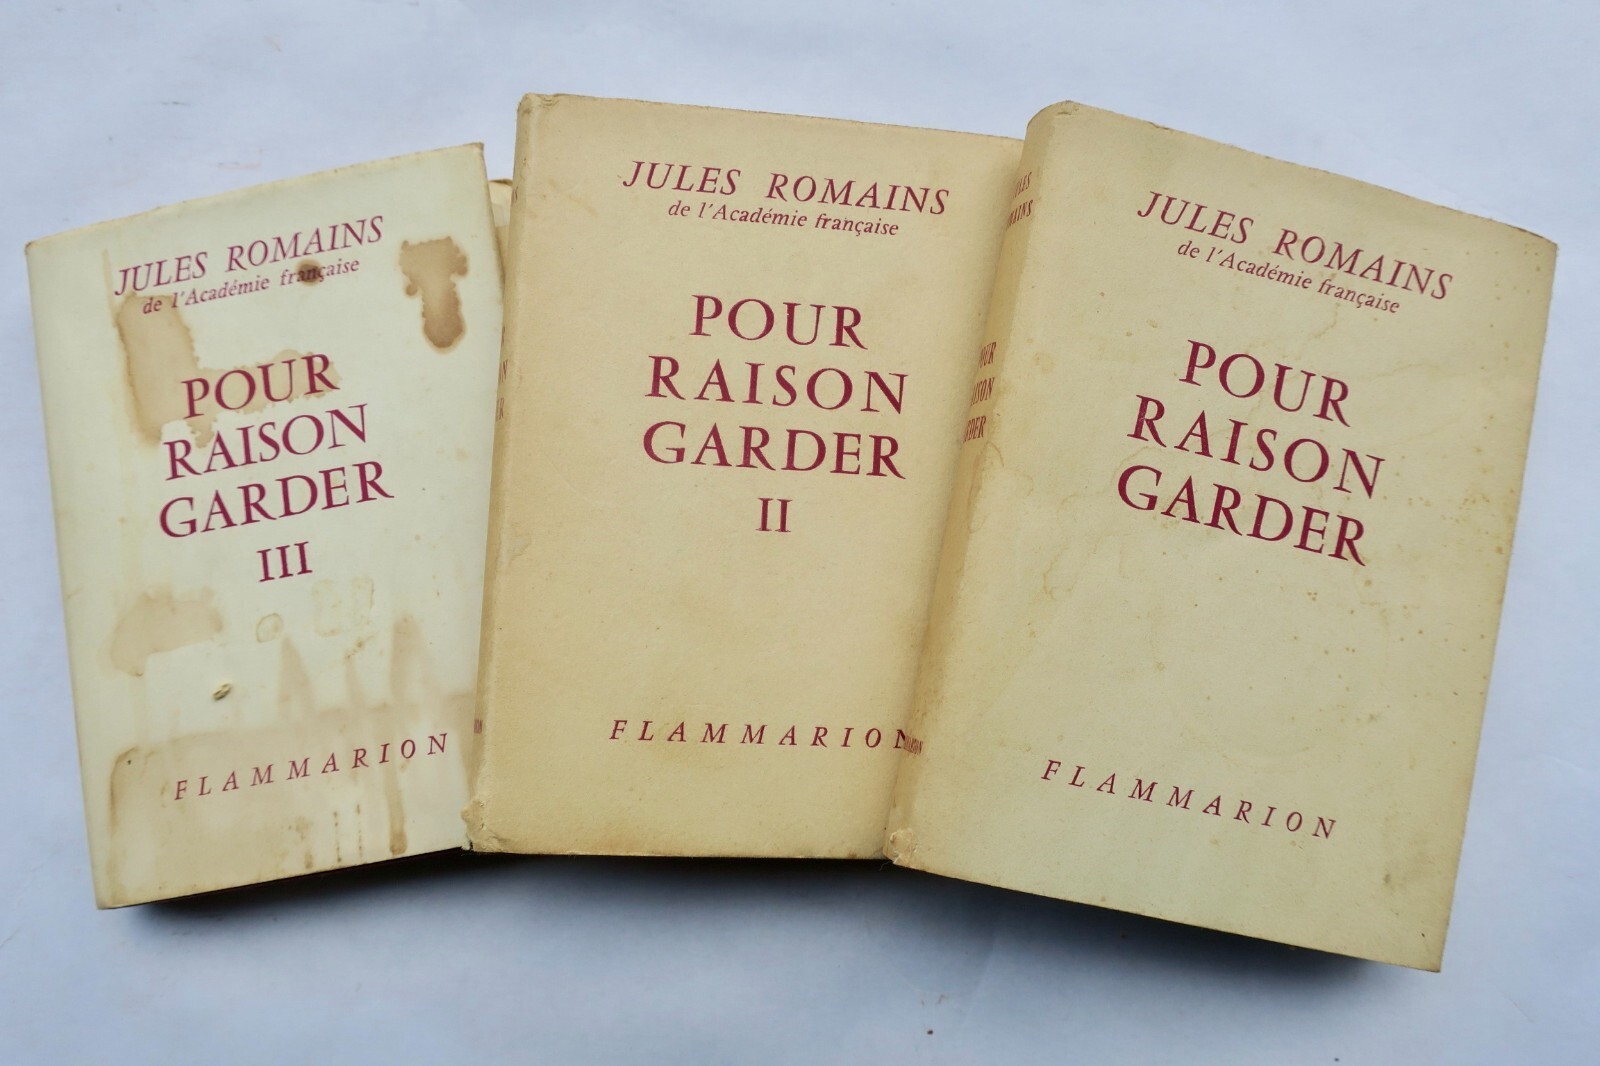 JULES ROMAINS
de l'Académie française
POUR
RAISON
GARDER
III
FLAMMARION
JULES ROMAINS
de l'Académie française
POUR
RAISON
GARDER
II
FLAMMARION
JULES ROMAINS
de l'Académie française
POUR
RAISON
GARDER
FLAMMARION